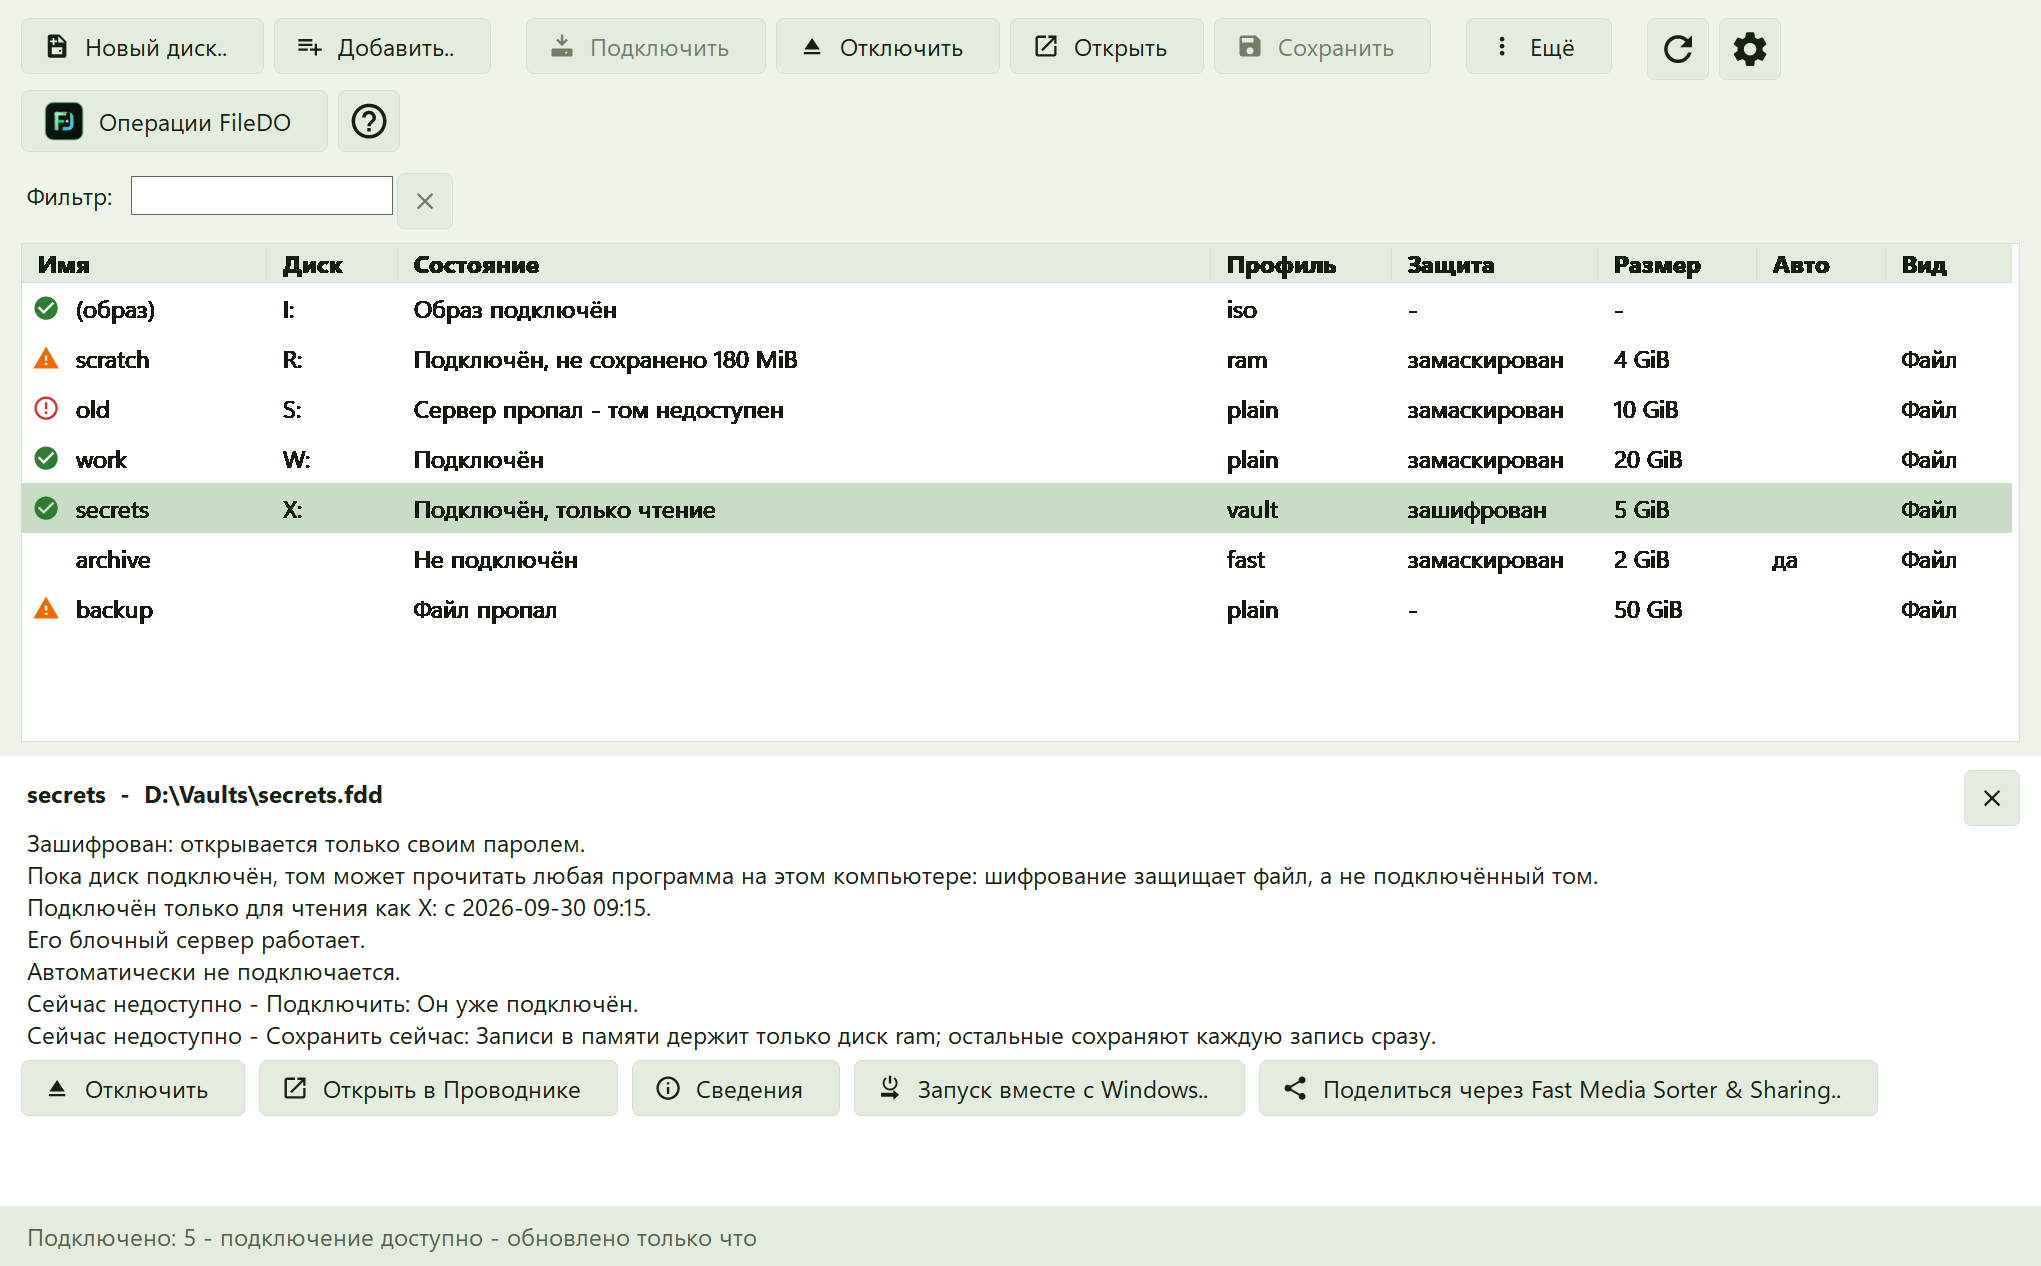 Новый диск..  Добавить..  Подключить  Отключить  Открыть  Сохранить  Ещё
Операции FileDO
Фильтр:
Имя  Диск  Состояние  Профиль  Защита  Размер  Авто  Вид
(образ)  I:  Образ подключён  iso  -  -
scratch  R:  Подключён, не сохранено 180 MiB  ram  замаскирован  4 GiB  Файл
old  S:  Сервер пропал - том недоступен  plain  замаскирован  10 GiB  Файл
work  W:  Подключён  plain  замаскирован  20 GiB  Файл
secrets  X:  Подключён, только чтение  vault  зашифрован  5 GiB  Файл
archive  Не подключён  fast  замаскирован  2 GiB  да  Файл
backup  Файл пропал  plain  -  50 GiB  Файл
secrets  -  D:\Vaults\secrets.fdd
Зашифрован: открывается только своим паролем.
Пока диск подключён, том может прочитать любая программа на этом компьютере: шифрование защищает файл, а не подключённый том.
Подключён только для чтения как X: с 2026-09-30 09:15.
Его блочный сервер работает.
Автоматически не подключается.
Сейчас недоступно - Подключить: Он уже подключён.
Сейчас недоступно - Сохранить сейчас: Записи в памяти держит только диск ram; остальные сохраняют каждую запись сразу.
Отключить  Открыть в Проводнике  Сведения  Запуск вместе с Windows..  Поделиться через Fast Media Sorter & Sharing..
Подключено: 5 - подключение доступно - обновлено только что